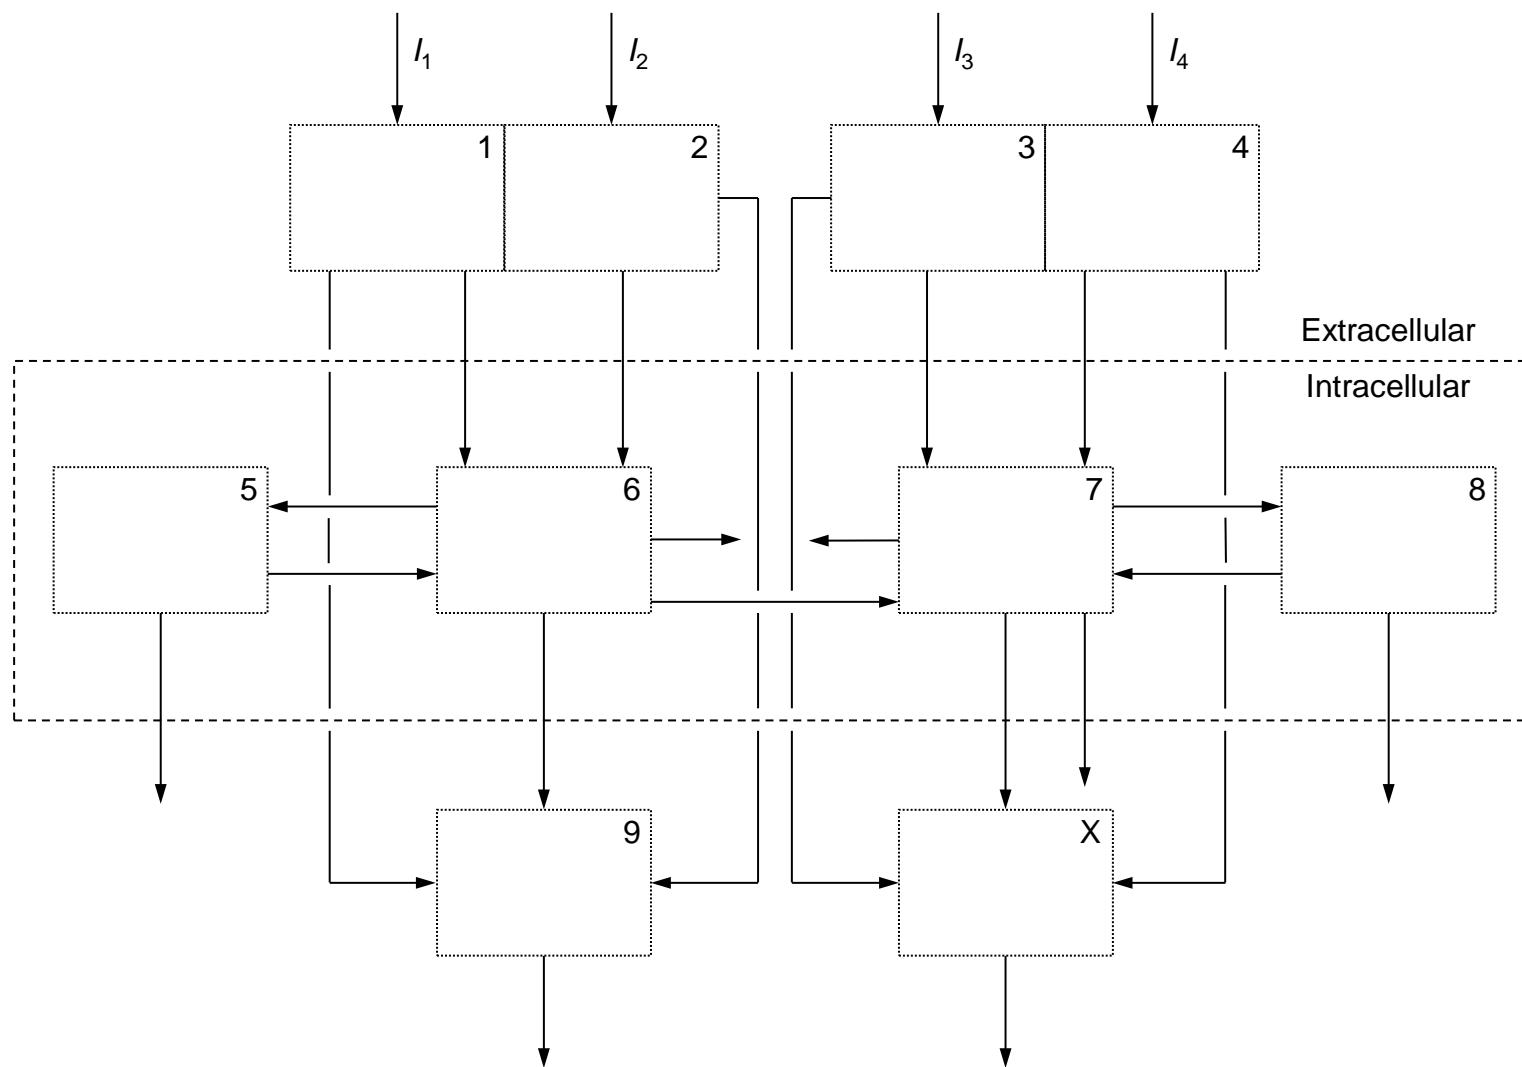 I1 I2 I3 I4
1 2 3 4
Extracellular
Intracellular
5 6 7 8
9 X